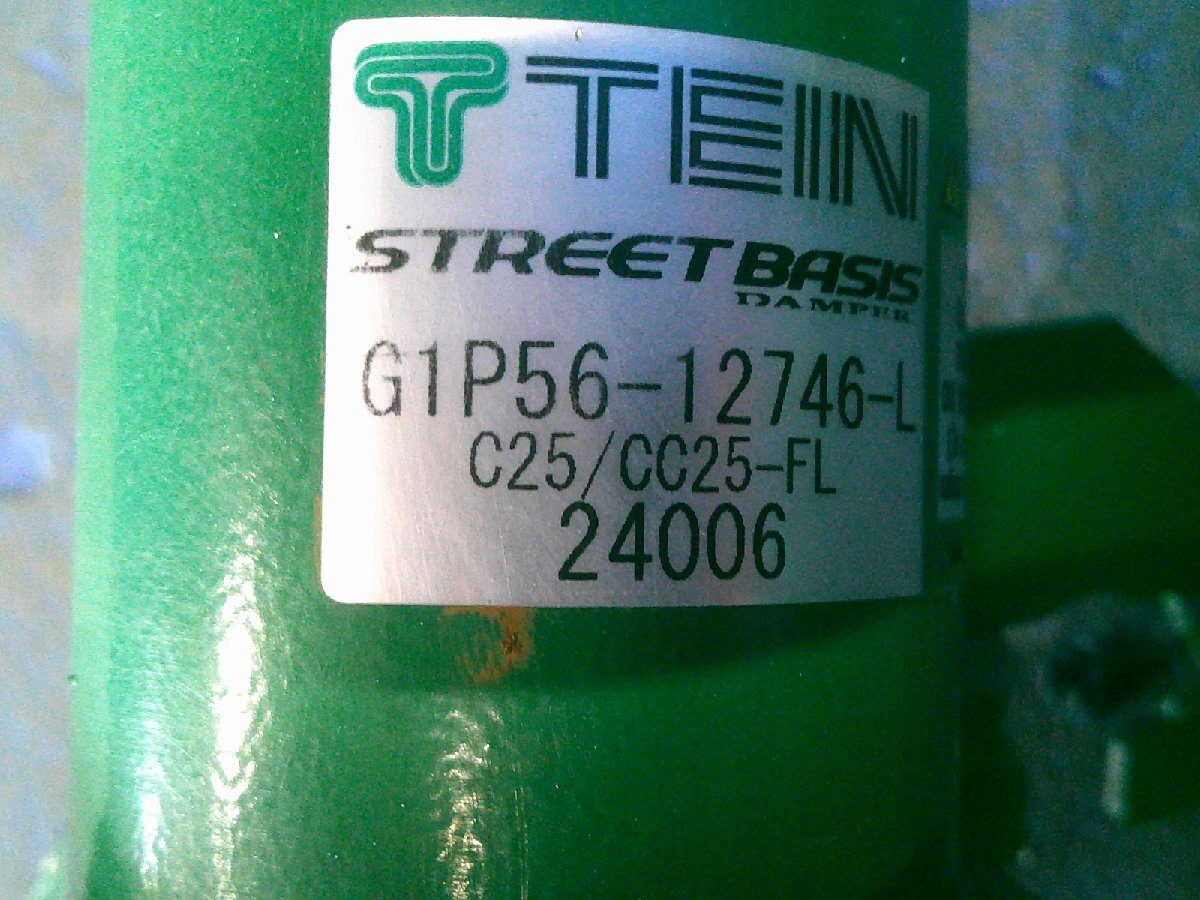 TEIN
STREET BASIS
DAMPER
G1P56-12746-L
C25/CC25-FL
24006